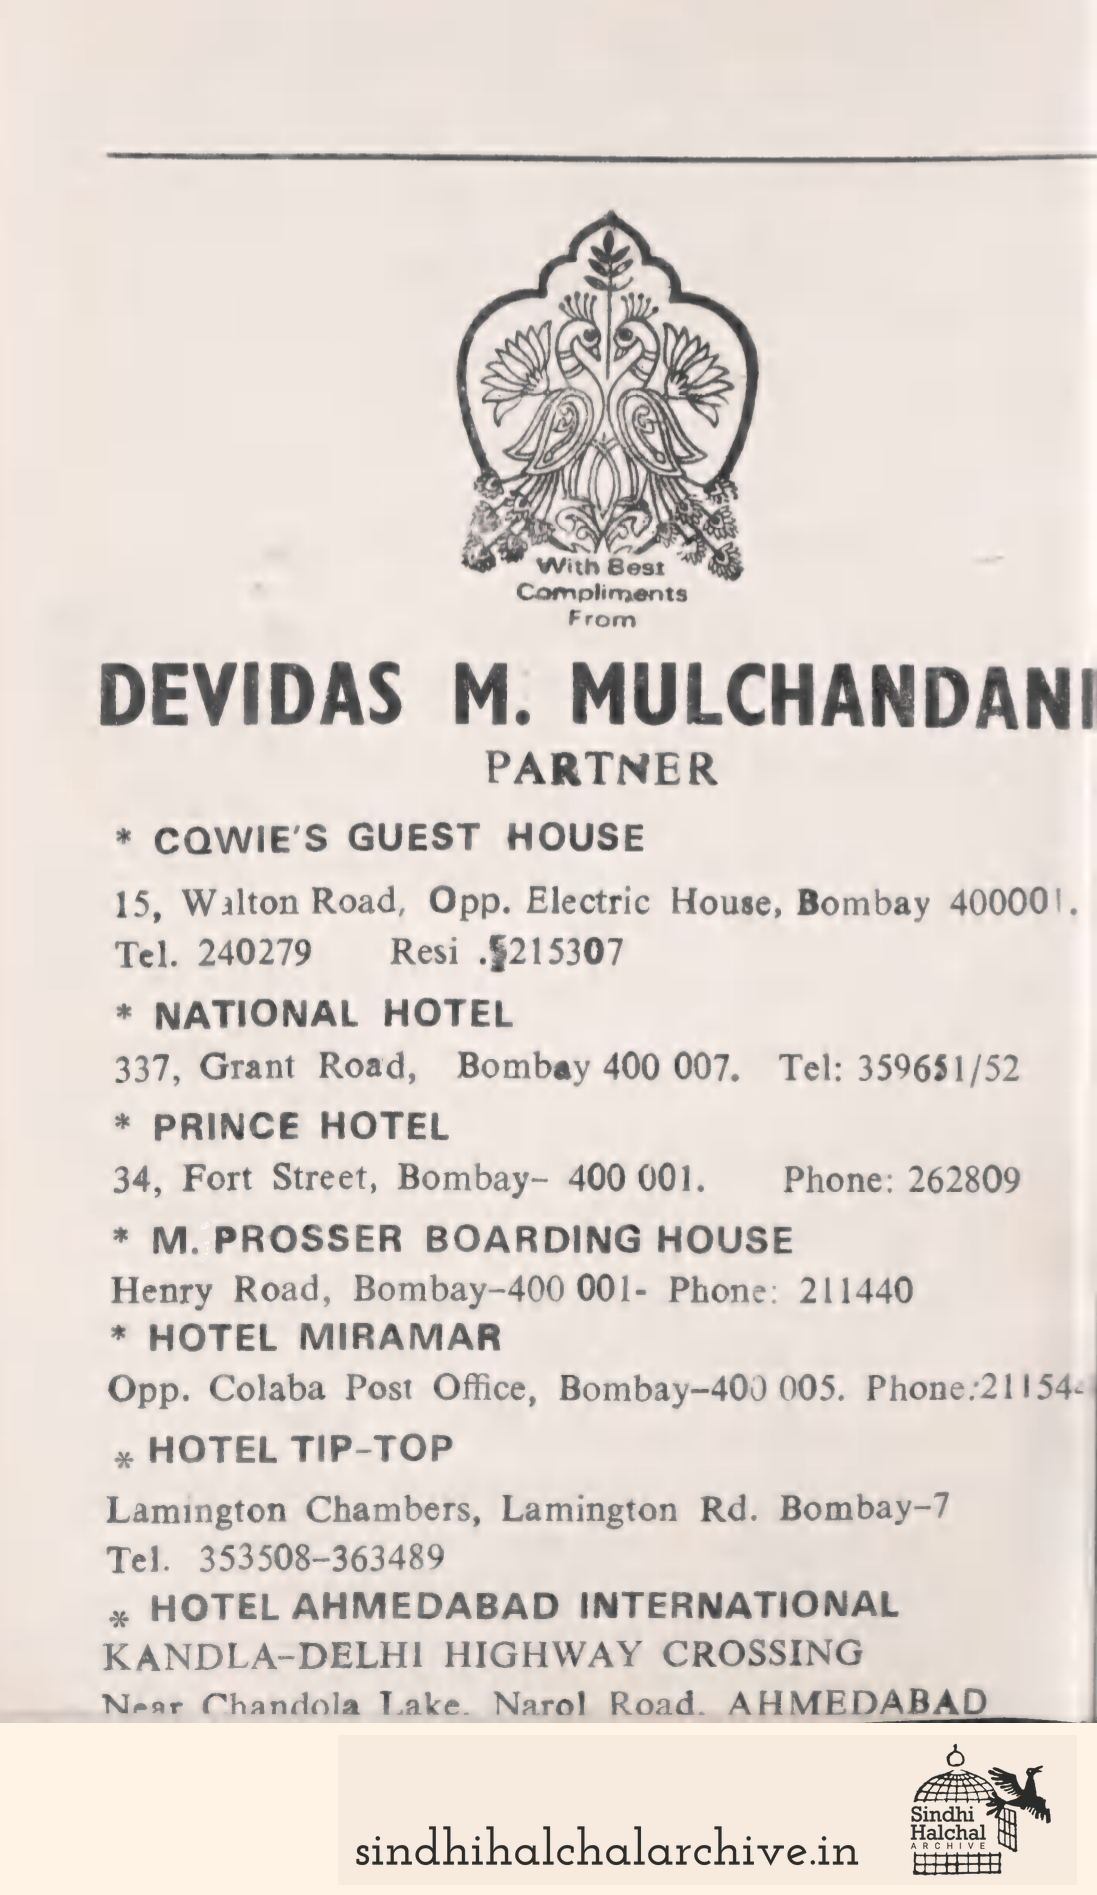 With Best
Compliments
From
DEVIDAS M. MULCHANDANI
PARTNER
* COWIE'S GUEST HOUSE
15, Walton Road, Opp. Electric House, Bombay 400001.
Tel. 240279 Resi . 215307
* NATIONAL HOTEL
337, Grant Road, Bombay 400 007. Tel: 359651/52
* PRINCE HOTEL
34, Fort Street, Bombay- 400 001. Phone: 262809
* M. PROSSER BOARDING HOUSE
Henry Road, Bombay-400 001- Phone: 211440
* HOTEL MIRAMAR
Opp. Colaba Post Office, Bombay-400 005. Phone:
* HOTEL TIP-TOP
Lamington Chambers, Lamington Rd. Bombay-7
Tel. 353508-363489
* HOTEL AHMEDABAD INTERNATIONAL
KANDLA-DELHI HIGHWAY CROSSING
Near Chandola Lake. Narol Road. AHMEDABAD
sindhihalchalarchive.in
Sindhi
Halchal
ARCHIVE